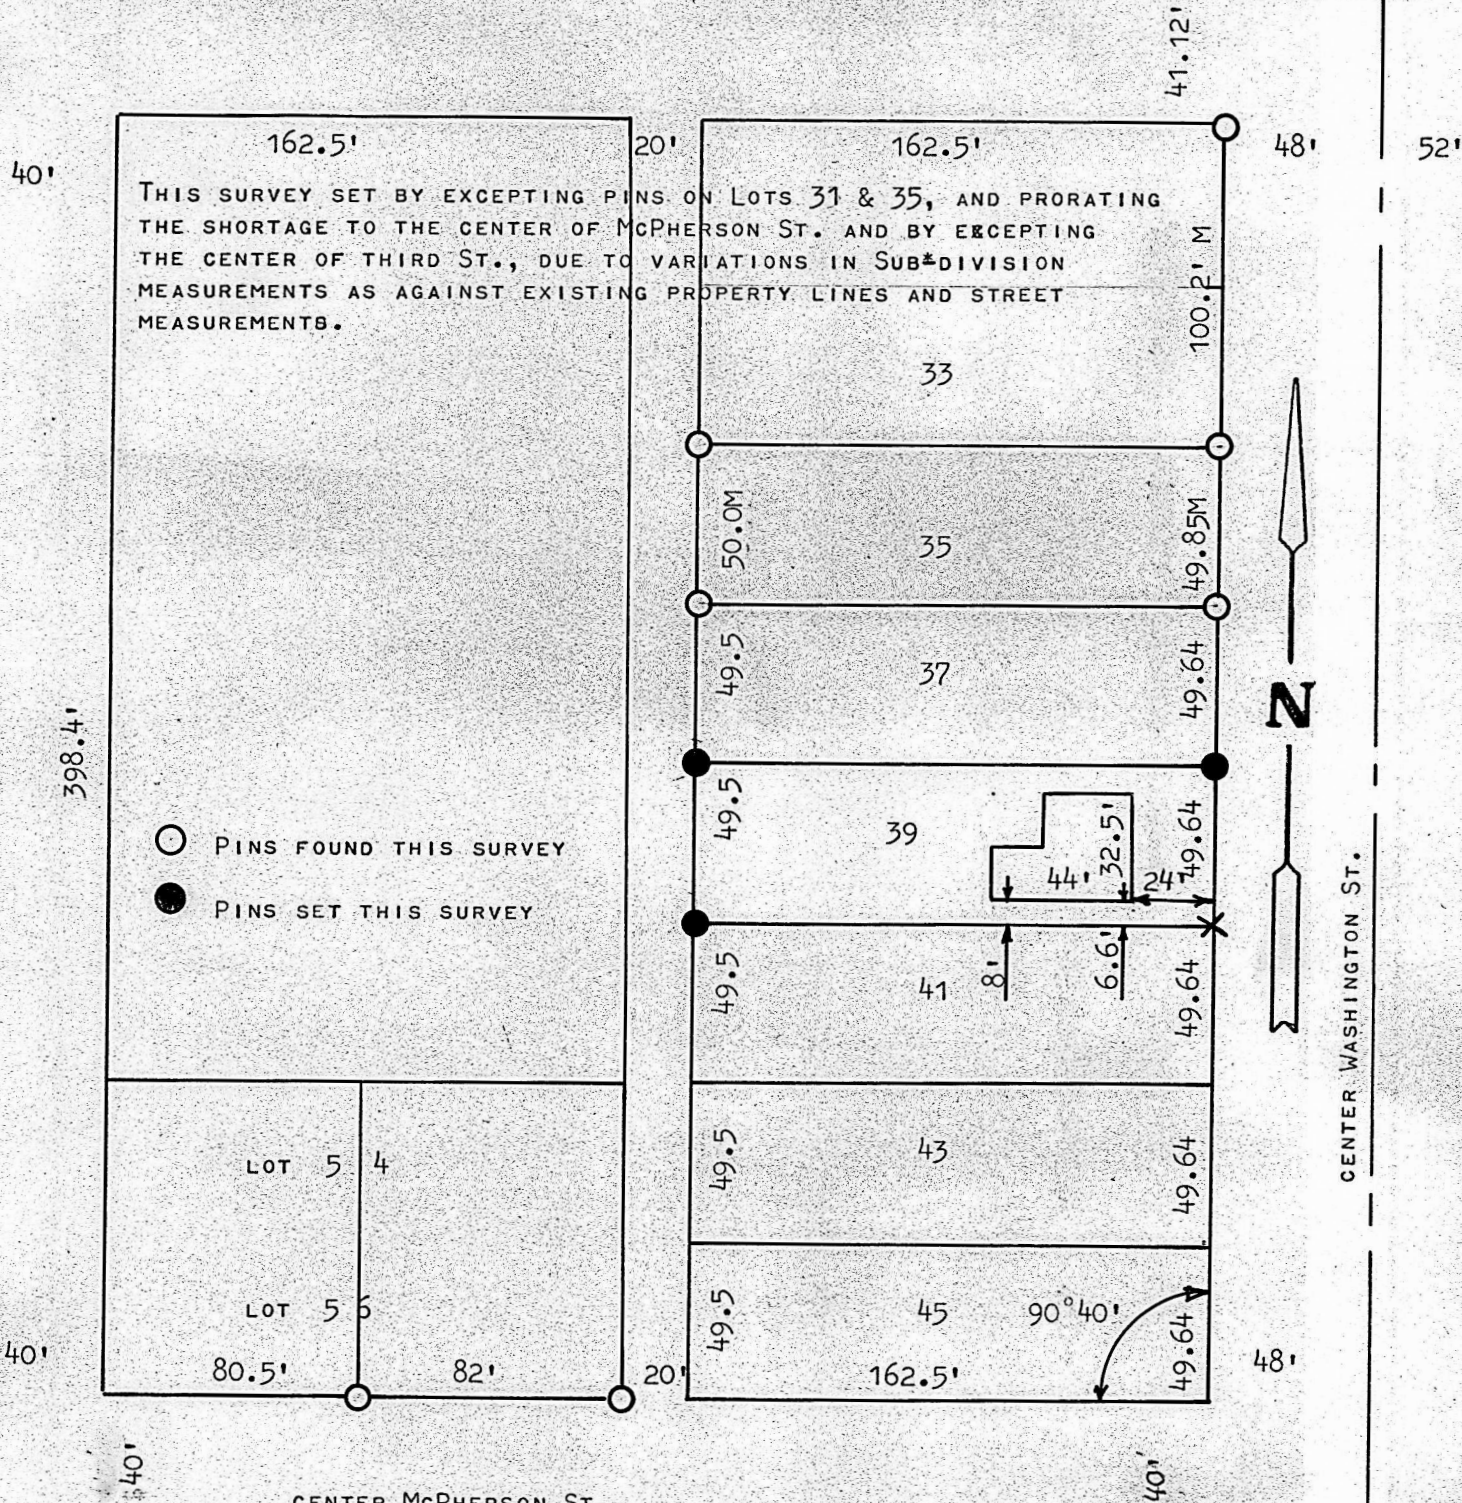 41.12'
162.5'
20'
162.5'
48'
52'
40'
THIS SURVEY SET BY EXCEPTING PINS ON LOTS 31 & 35, AND PRORATING
THE SHORTAGE TO THE CENTER OF MCPHERSON ST. AND BY EXCEPTING
THE CENTER OF THIRD ST., DUE TO VARIATIONS IN SUB*DIVISION
MEASUREMENTS AS AGAINST EXISTING PROPERTY LINES AND STREET
MEASUREMENTS.
100.2' M
33
50.0M
35
49.85M
49.5
37
49.64
N
398.4'
49.5
39
32.5'
49.64
44'
24'
PINS FOUND THIS SURVEY
PINS SET THIS SURVEY
49.5
41
8'
6.6'
49.64
CENTER WASHINGTON ST.
LOT 5 4
49.5
43
49.64
LOT 5 6
49.5
45
90°40'
49.64
40'
80.5'
82'
20'
162.5'
48'
40'
40'
CENTER MCPHERSON ST.